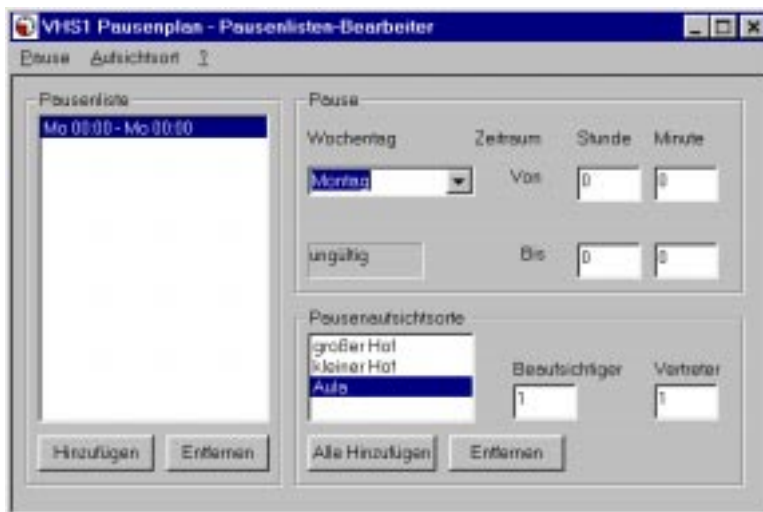 VHS1 Pausenplan - Pausenlisten-Bearbeiter
Pause Aufsichtsort ?
Pausenliste
Mo 00:00 - Mo 00:00
Hinzufügen Entfernen
Pause
Wochentag Zeitraum Stunde Minute
Montag Von 0 0
ungültig Bis 0 0
Pausenaufsichtsorte
großer Hof
kleiner Hof
Aula
Beaufsichtiger Vertreter
1 1
Alle Hinzufügen Entfernen